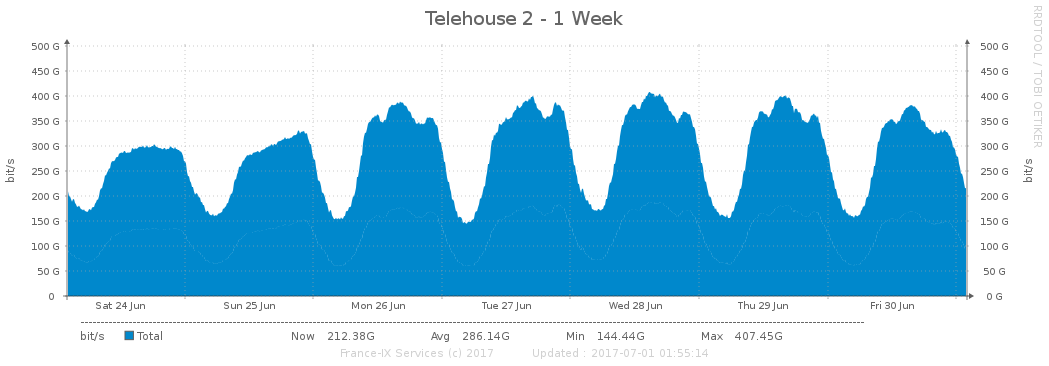 Telehouse 2 - 1 Week
RRDTOOL / TOBI OETIKER
500 G 500 G
450 G 450 G
400 G 400 G
350 G 350 G
300 G 300 G
250 G 250 G
200 G 200 G
150 G 150 G
100 G 100 G
50 G 50 G
0 0 G
bit/s bit/s
Sat 24 Jun Sun 25 Jun Mon 26 Jun Tue 27 Jun Wed 28 Jun Thu 29 Jun Fri 30 Jun
bit/s Total Now 212.38G Avg 286.14G Min 144.44G Max 407.45G
France-IX Services (c) 2017 Updated : 2017-07-01 01:55:14